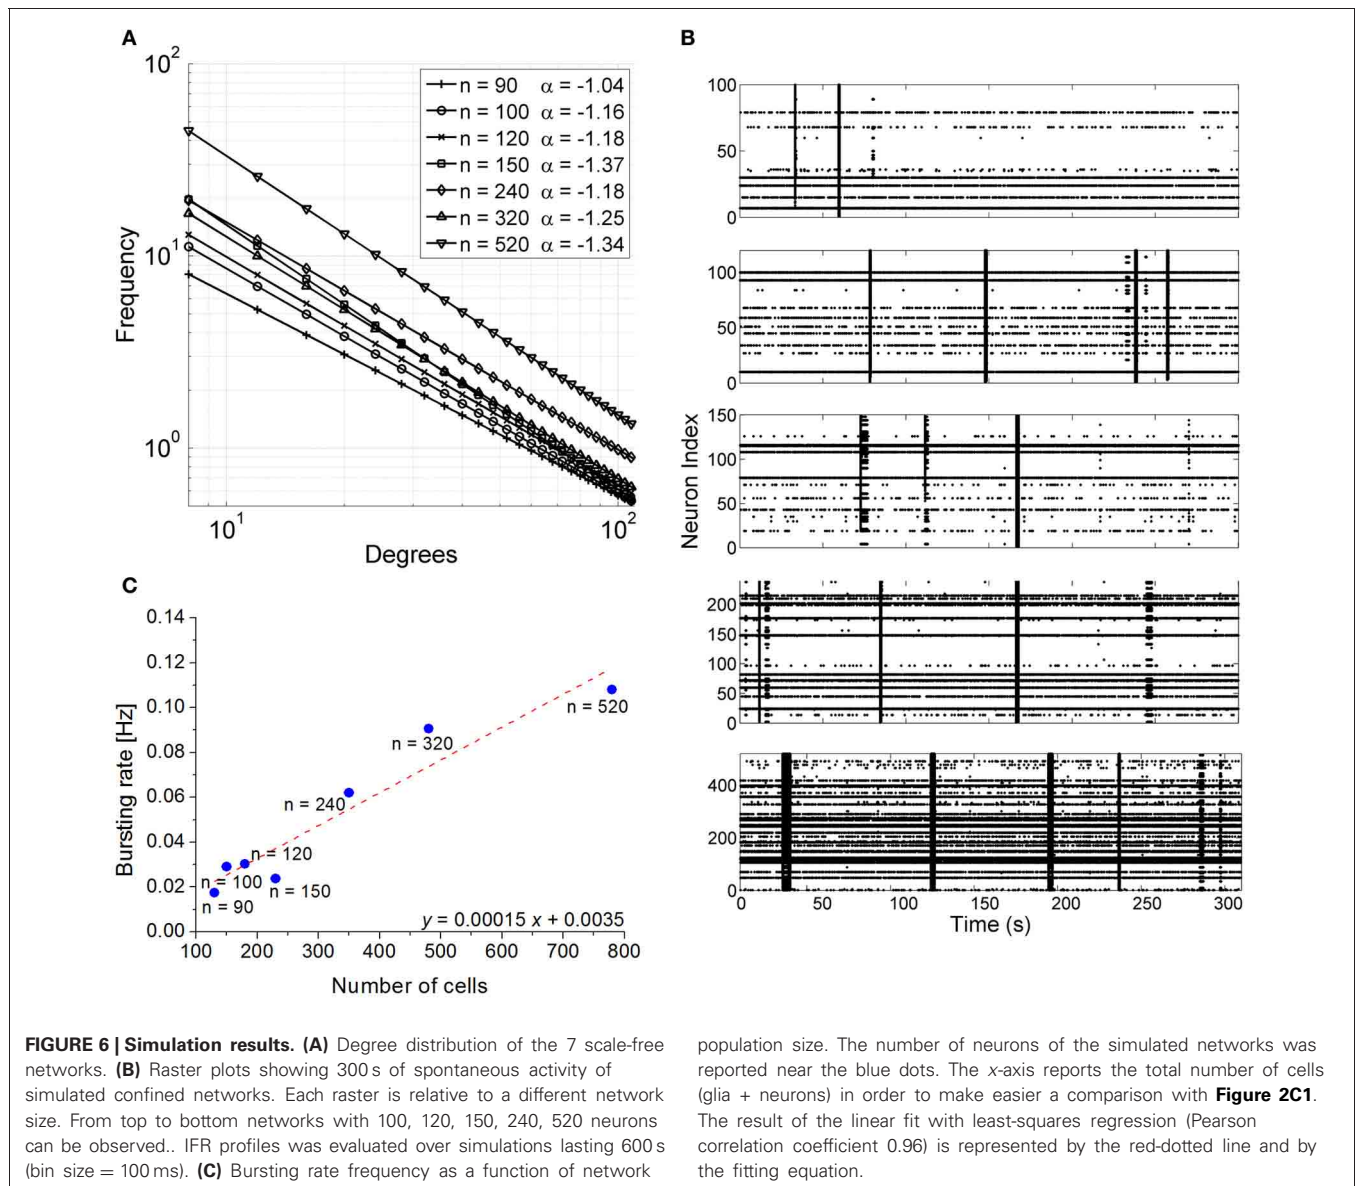 A
10^2
10^1
10^0
Frequency
10^1
10^2
Degrees
n = 90 α = -1.04
n = 100 α = -1.16
n = 120 α = -1.18
n = 150 α = -1.37
n = 240 α = -1.18
n = 320 α = -1.25
n = 520 α = -1.34
B
100
50
0
100
50
0
150
100
50
0
200
150
100
50
0
400
200
0
Neuron Index
0 50 100 150 200 250 300
Time (s)
C
0.14
0.12
0.10
0.08
0.06
0.04
0.02
0.00
Bursting rate [Hz]
n = 520
n = 320
n = 240
n = 120
n = 100
n = 150
n = 90
y = 0.00015 x + 0.0035
100 200 300 400 500 600 700 800
Number of cells
FIGURE 6 | Simulation results. (A) Degree distribution of the 7 scale-free
networks. (B) Raster plots showing 300 s of spontaneous activity of
simulated confined networks. Each raster is relative to a different network
size. From top to bottom networks with 100, 120, 150, 240, 520 neurons
can be observed.. IFR profiles was evaluated over simulations lasting 600 s
(bin size = 100 ms). (C) Bursting rate frequency as a function of network
population size. The number of neurons of the simulated networks was
reported near the blue dots. The x-axis reports the total number of cells
(glia + neurons) in order to make easier a comparison with Figure 2C1.
The result of the linear fit with least-squares regression (Pearson
correlation coefficient 0.96) is represented by the red-dotted line and by
the fitting equation.